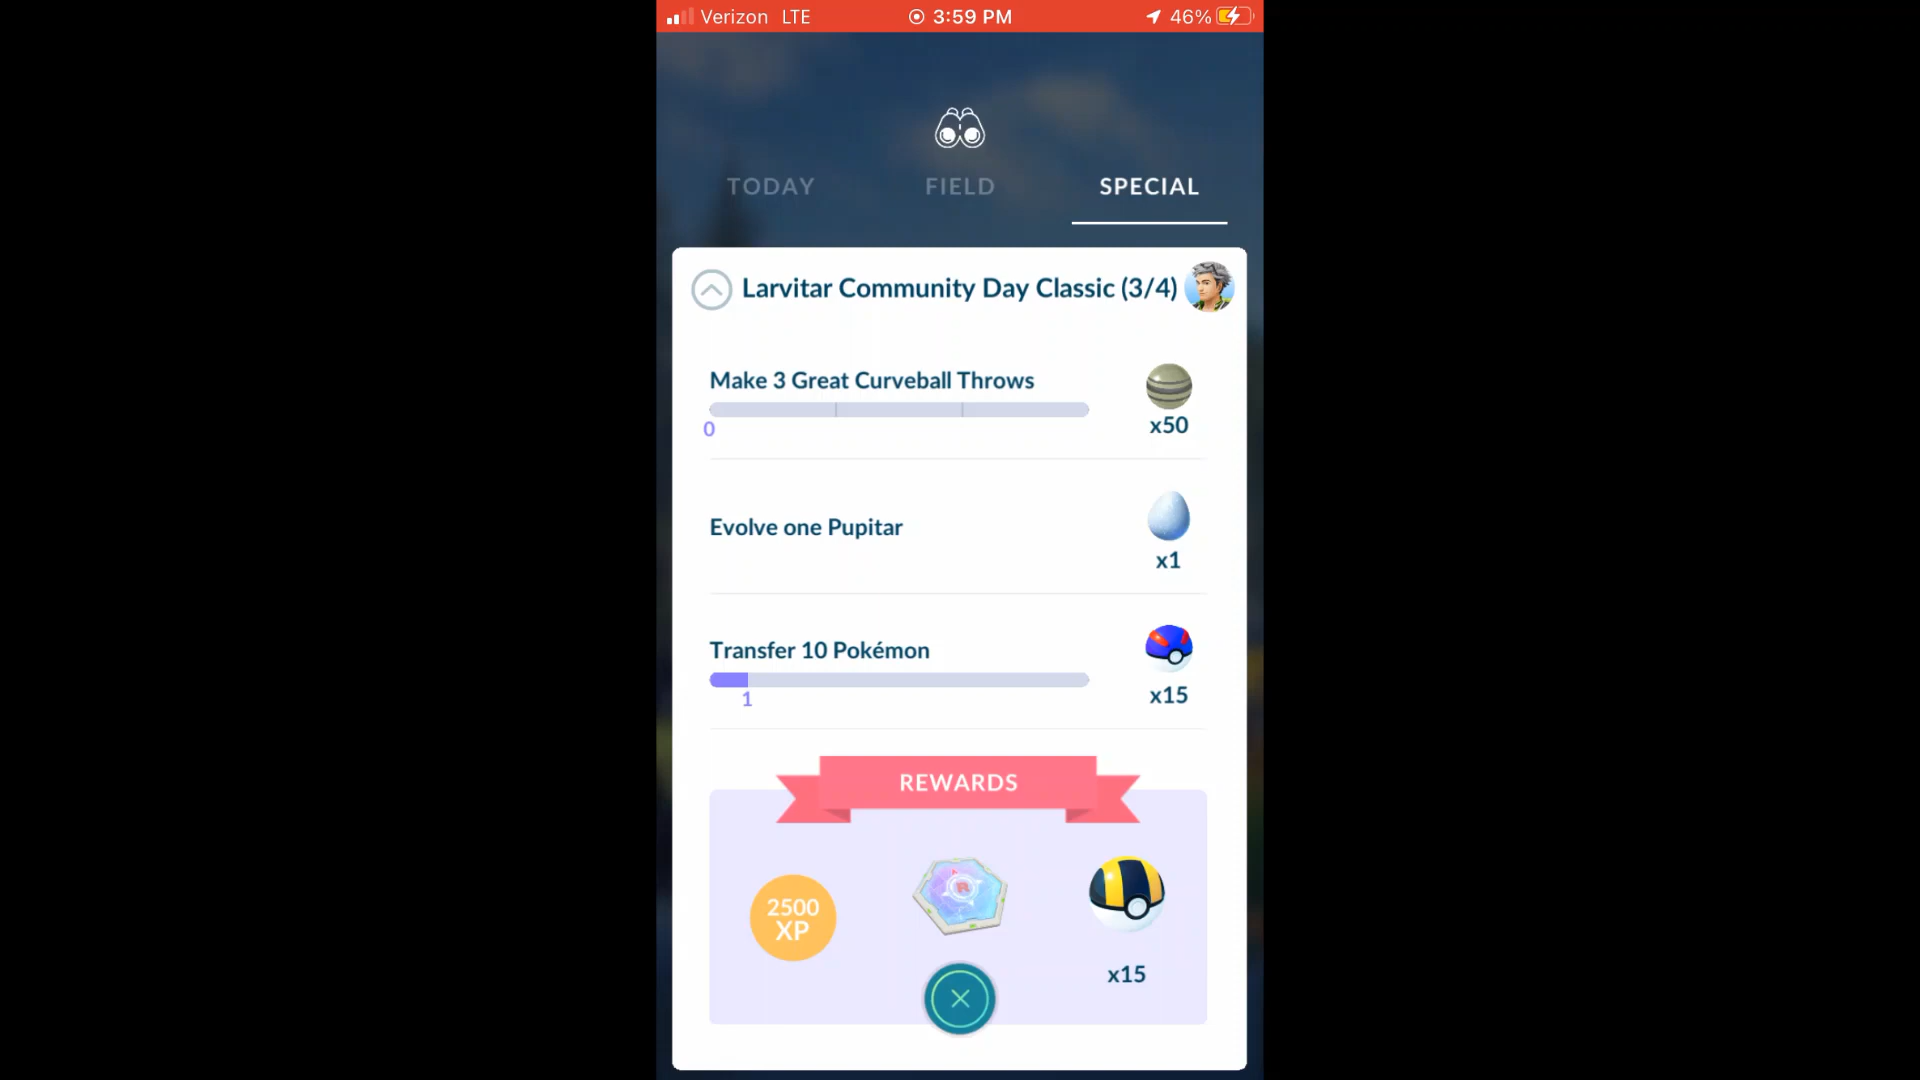 Verizon LTE 3:59 PM 46%
TODAY FIELD SPECIAL
Larvitar Community Day Classic (3/4)
Make 3 Great Curveball Throws
0
x50
Evolve one Pupitar
x1
Transfer 10 Pokémon
1
x15
REWARDS
2500
XP
R
x15